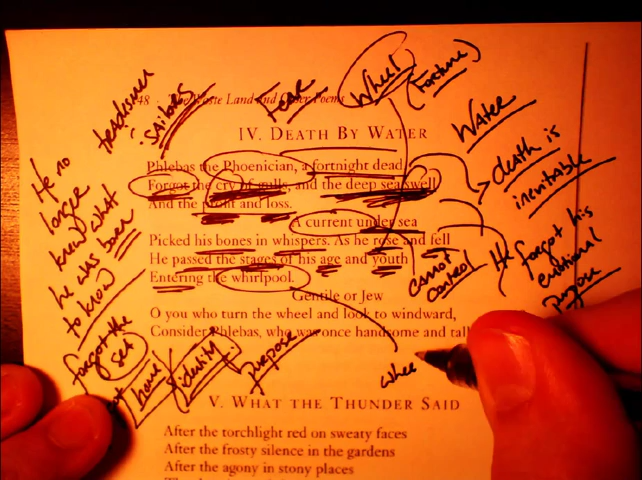 48 The Waste Land and Other Poems
IV. DEATH BY WATER
Phlebas the Phoenician, a fortnight dead,
Forgot the cry of gulls, and the deep sea swell
And the profit and loss.
A current under sea
Picked his bones in whispers. As he rose and fell
He passed the stages of his age and youth
Entering the whirlpool.
Gentile or Jew
O you who turn the wheel and look to windward,
Consider Phlebas, who was once handsome and tall
V. WHAT THE THUNDER SAID
After the torchlight red on sweaty faces
After the frosty silence in the gardens
After the agony in stony places
sailors
Fear
Wheel
(Fortune)
Water
death is
inevitable
He no
longer
knew what
he was born
to know
forgot the
sea
home
identity
purpose
cannot
control
He
forgot his
emotional
purpose
whee